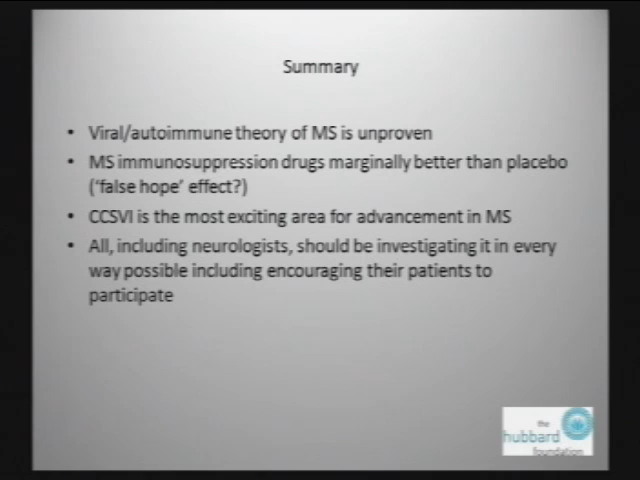 Summary
• Viral/autoimmune theory of MS is unproven
• MS immunosuppression drugs marginally better than placebo
('false hope' effect?)
• CCSVI is the most exciting area for advancement in MS
• All, including neurologists, should be investigating it in every
way possible including encouraging their patients to
participate
the
hubbard
foundation